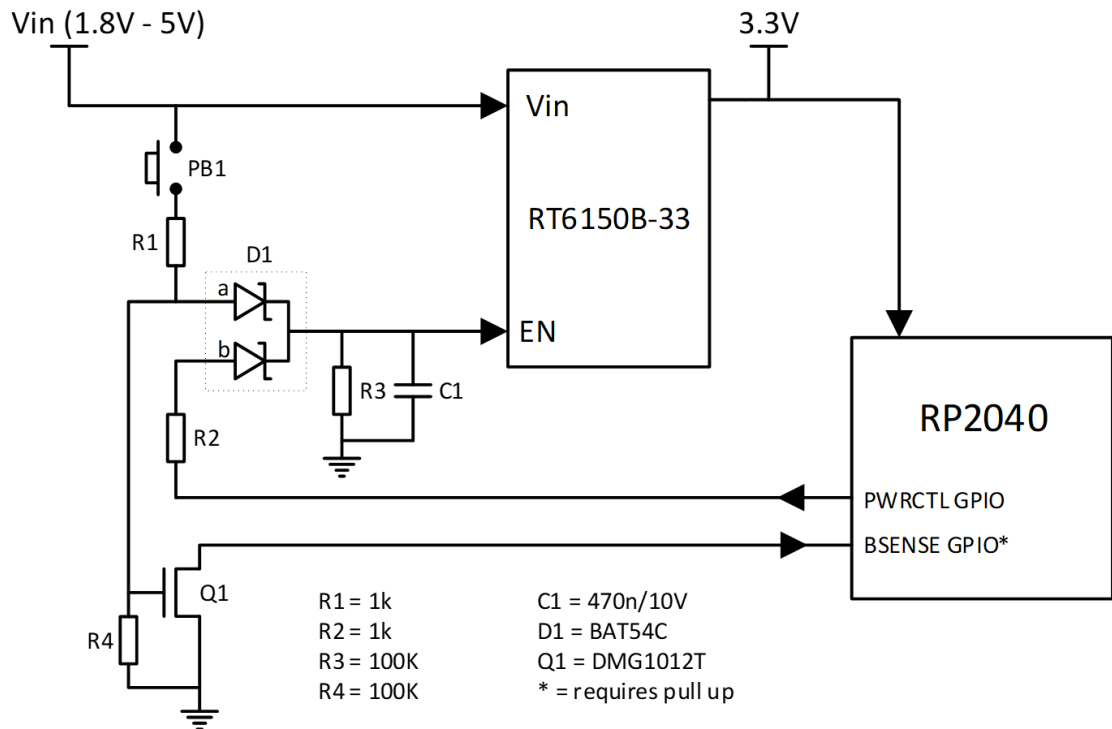 Vin (1.8V - 5V)
3.3V
Vin
PB1
RT6150B-33
R1
D1
a
EN
b
R3
C1
R2
RP2040
PWRCTL GPIO
BSENSE GPIO*
Q1
R4
R1 = 1k
R2 = 1k
R3 = 100K
R4 = 100K
C1 = 470n/10V
D1 = BAT54C
Q1 = DMG1012T
* = requires pull up